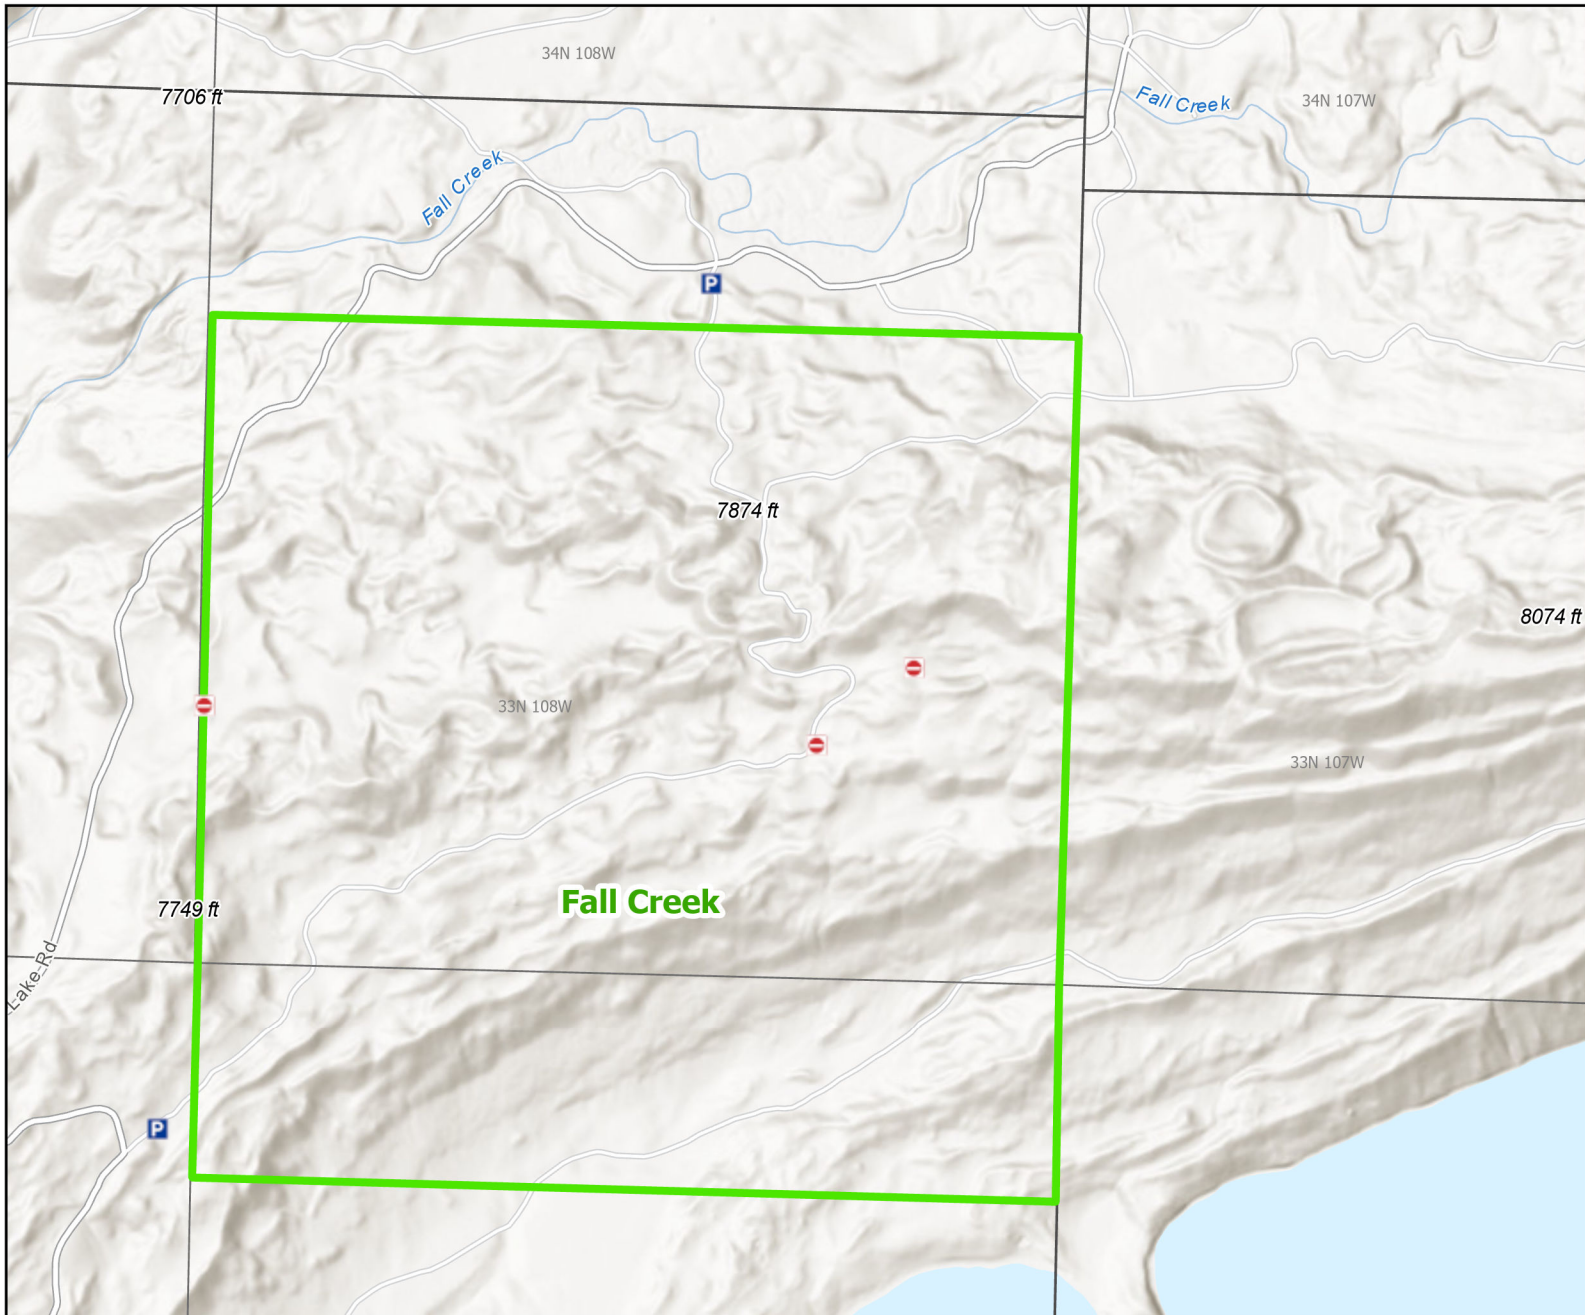 34N 108W
7706 ft
Fall Creek
34N 107W
Fall Creek
P
7874 ft
8074 ft
33N 108W
33N 107W
Fall Creek
7749 ft
Lake Rd
P